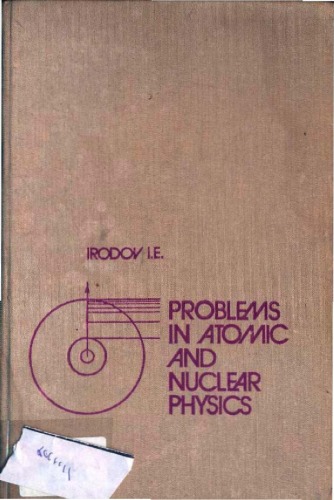 IRODOV I.E.
PROBLEMS
IN ATOMIC
AND
NUCLEAR
PHYSICS